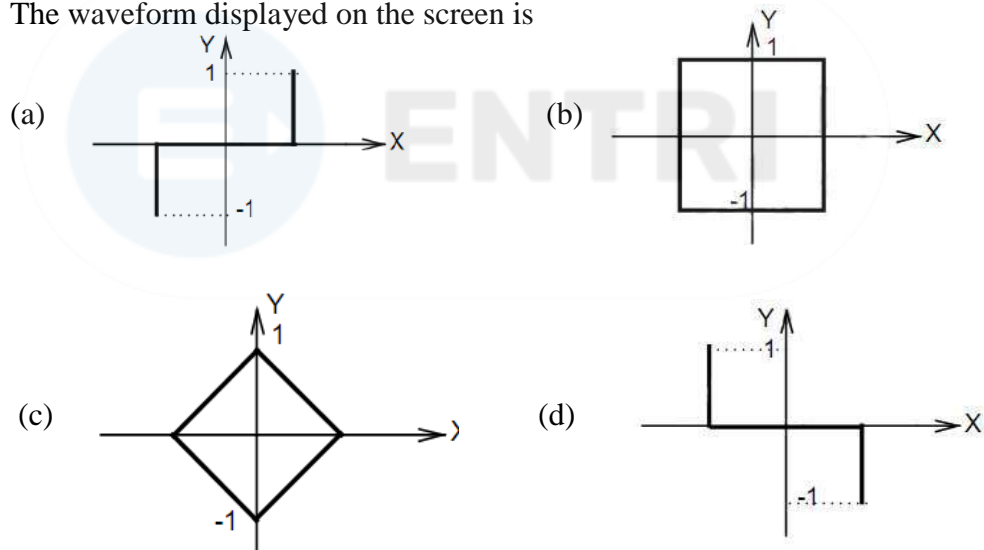 The waveform displayed on the screen is
(a) Y 1 X -1
(b) Y 1 X -1
ENTRI
(c) Y 1 X -1
(d) Y 1 X -1